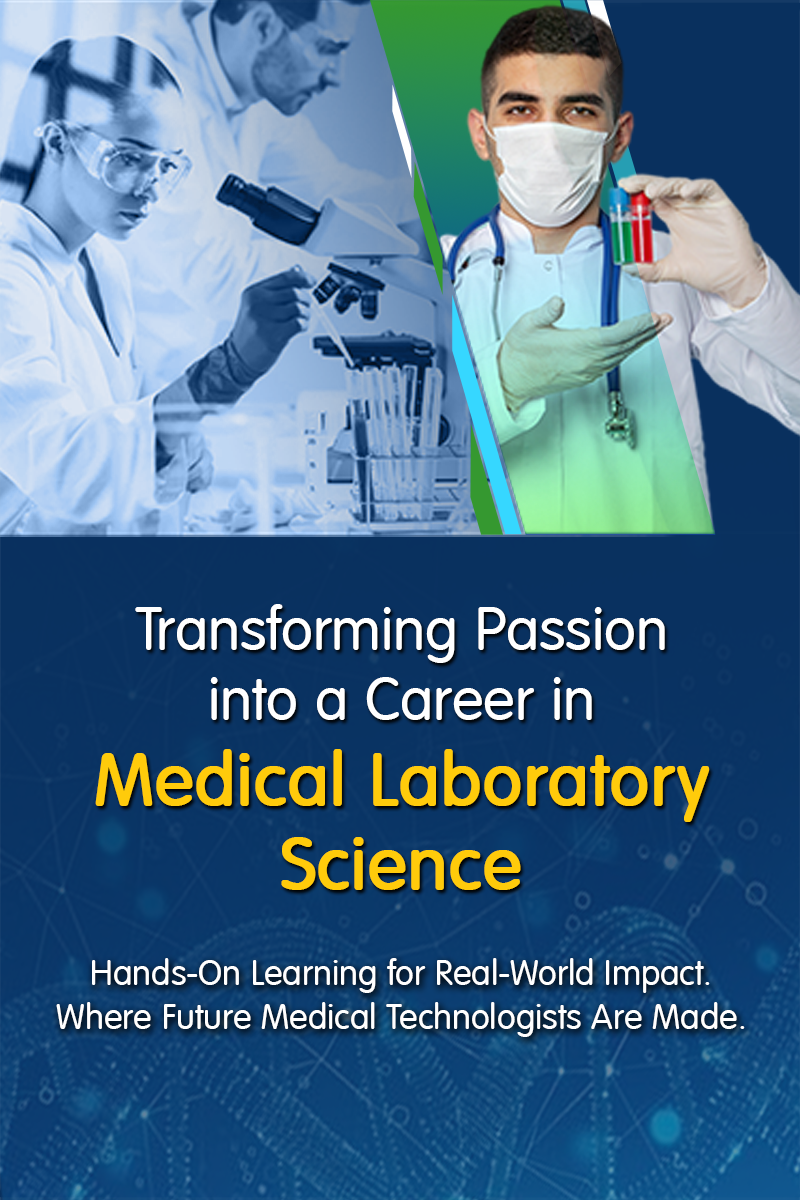 Transforming Passion
into a Career in
Medical Laboratory
Science
Hands-On Learning for Real-World Impact.
Where Future Medical Technologists Are Made.